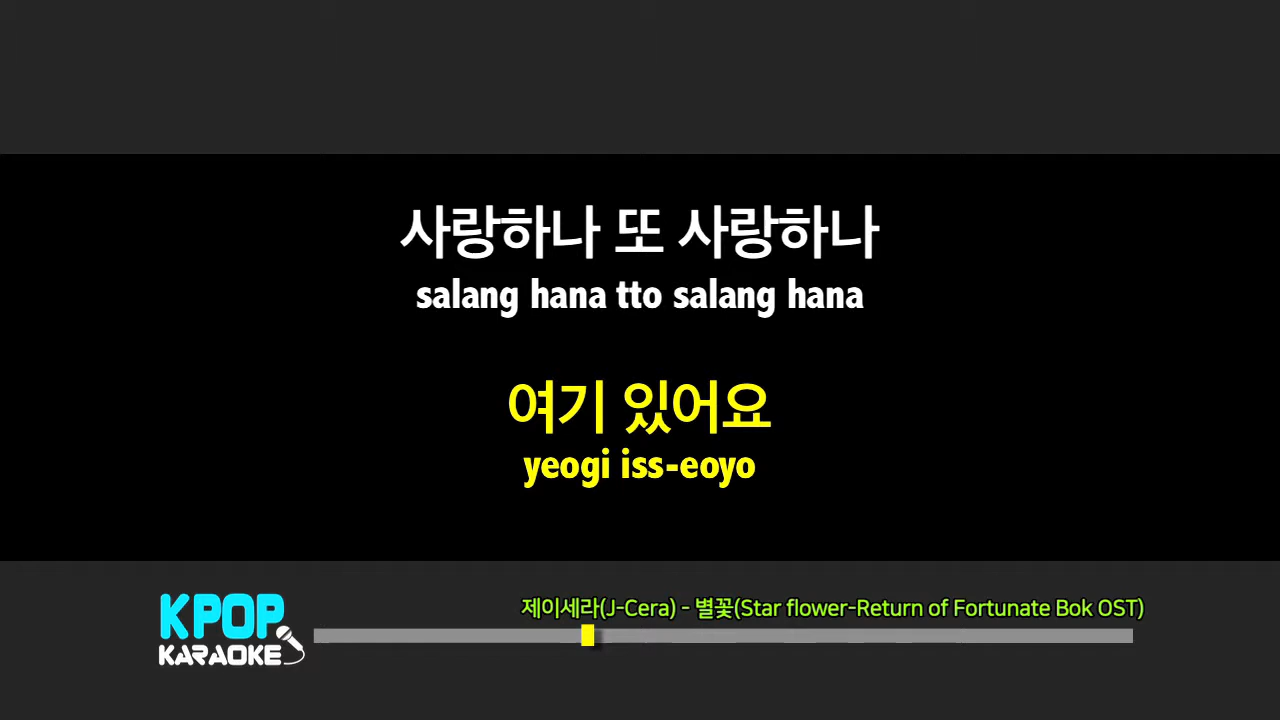 사랑하나 또 사랑하나
salang hana tto salang hana
여기 있어요
yeogi iss-eoyo
제이세라(J-Cera) - 별꽃(Star flower-Return of Fortunate Bok OST)
KPOP
KARAOKE